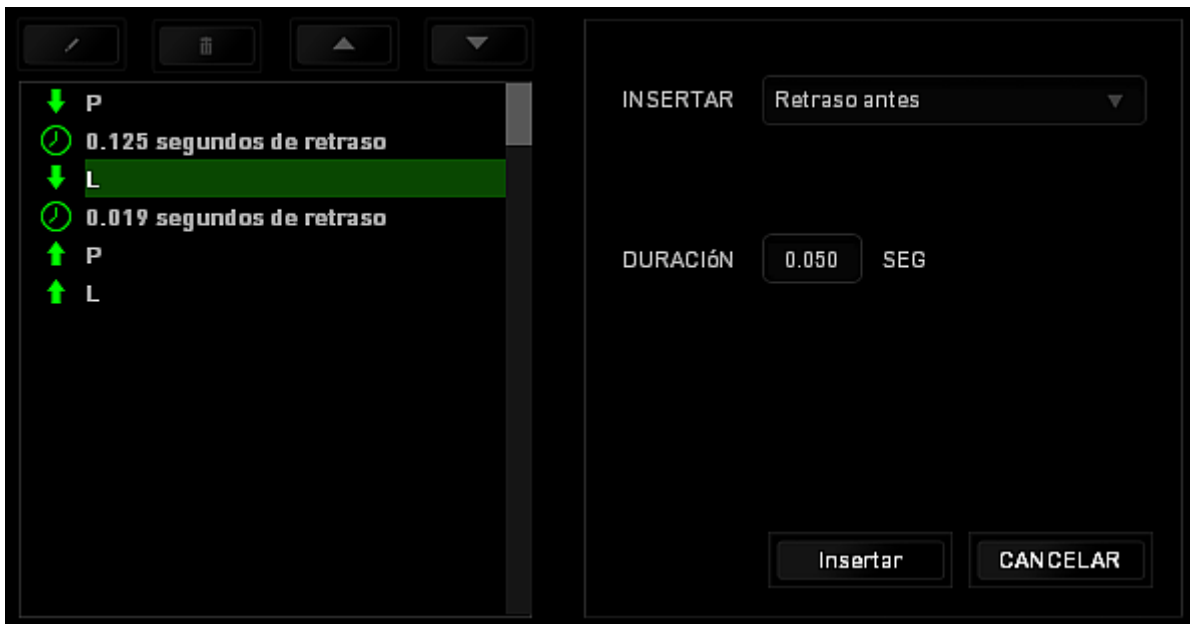 P
0.125 segundos de retraso
L
0.019 segundos de retraso
P
L
INSERTAR Retraso antes
DURACIóN 0.050 SEG
Insertar CANCELAR